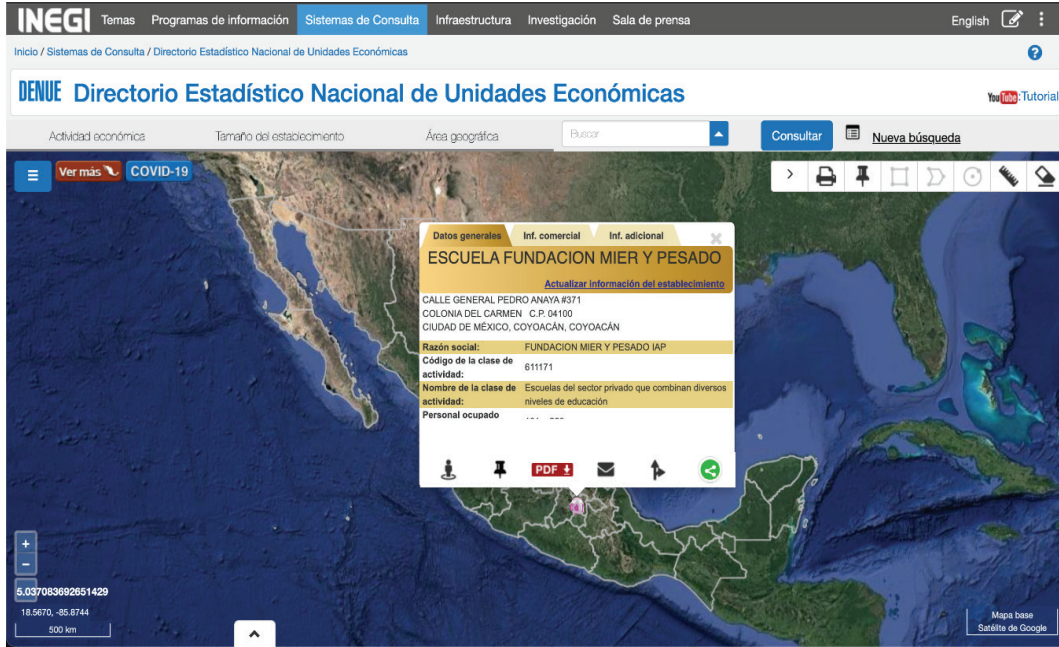 INEGI Temas Programas de información Sistemas de Consulta Infraestructura Investigación Sala de prensa English
Inicio / Sistemas de Consulta / Directorio Estadístico Nacional de Unidades Económicas
DENUE Directorio Estadístico Nacional de Unidades Económicas
YouTube:Tutorial
Actividad económica Tamaño del establecimiento Área geográfica Buscar Consultar Nueva búsqueda
Ver más COVID-19
Datos generales Inf. comercial Inf. adicional
ESCUELA FUNDACION MIER Y PESADO
Actualizar información del establecimiento
CALLE GENERAL PEDRO ANAYA #371
COLONIA DEL CARMEN C.P. 04100
CIUDAD DE MÉXICO, COYOACÁN, COYOACÁN
Razón social: FUNDACION MIER Y PESADO IAP
Código de la clase de
actividad: 611171
Nombre de la clase de Escuelas del sector privado que combinan diversos
actividad: niveles de educación
Personal ocupado
PDF
+
–
5.037083692651429
18.5670, -85.8744
500 km
Mapa base
Satélite de Google